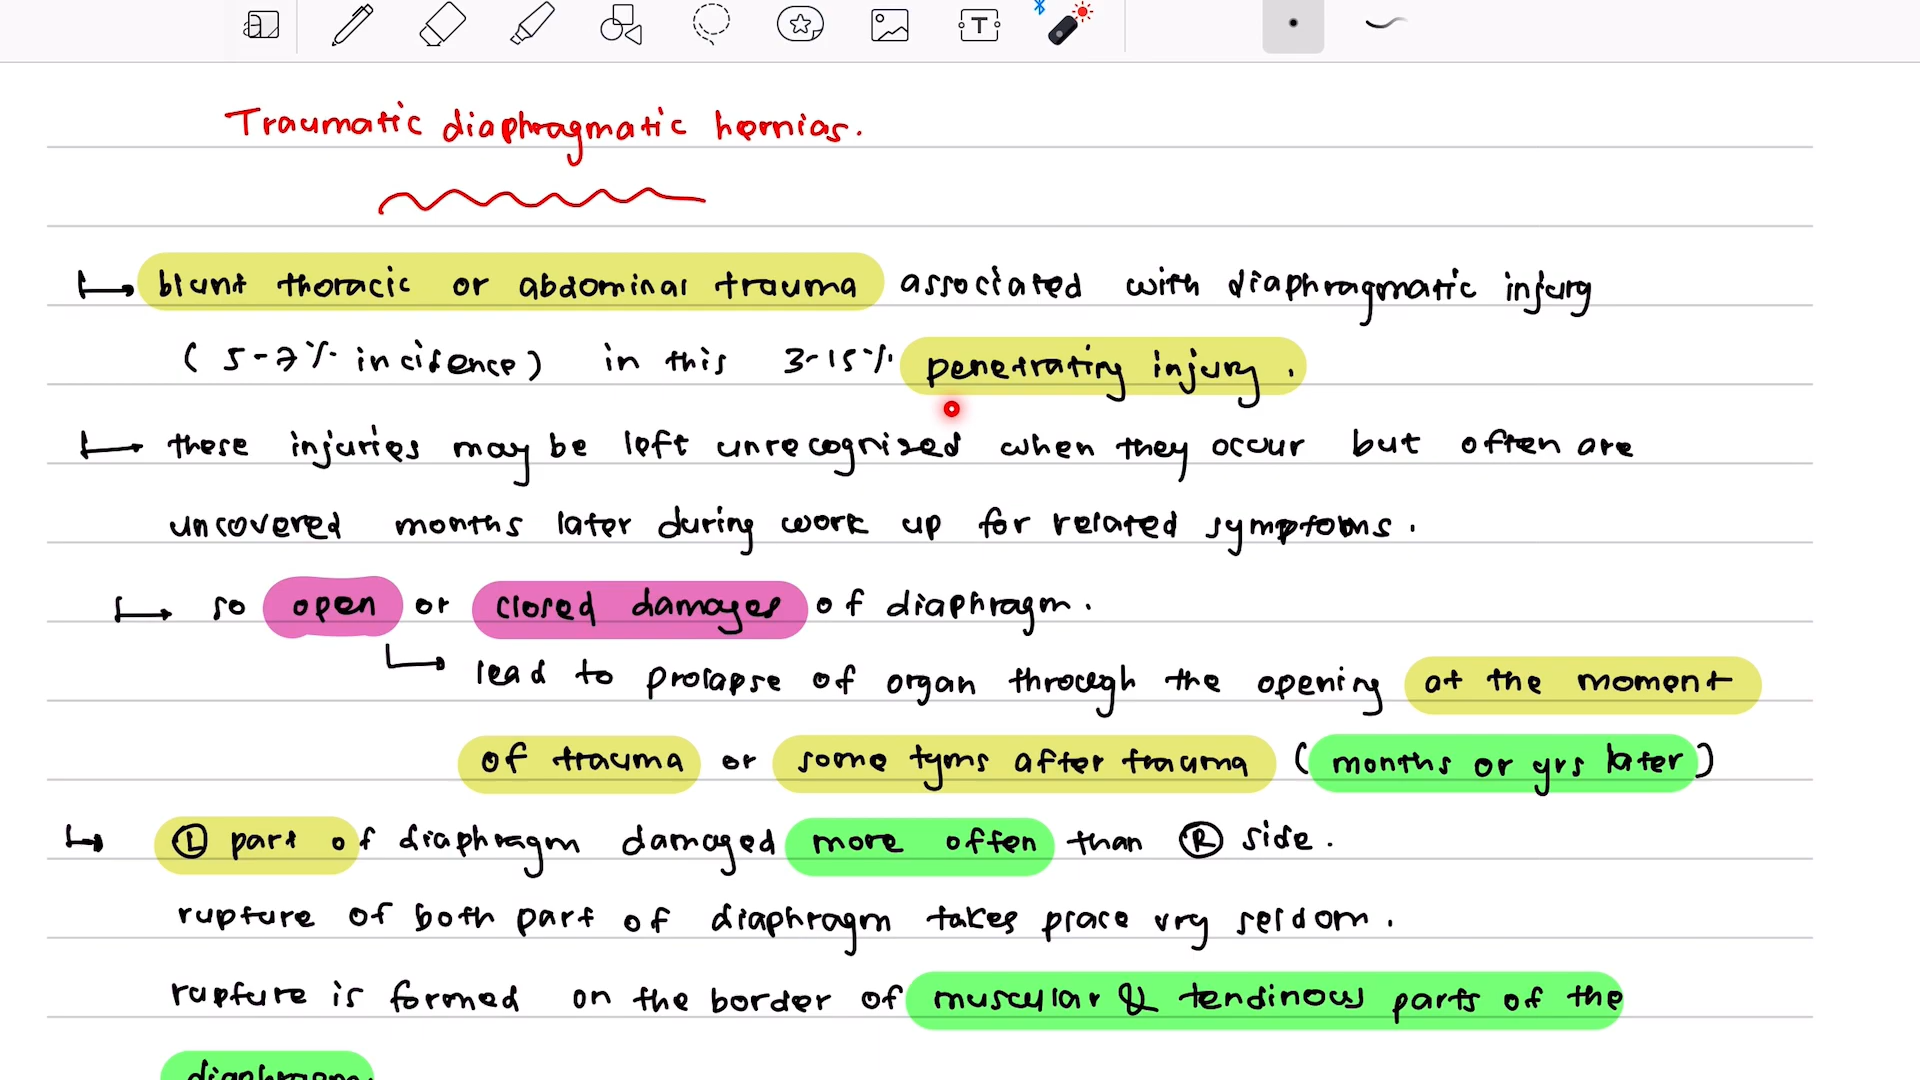 Traumatic diaphragmatic hernias.
blunt thoracic or abdominal trauma associated with diaphragmatic injury
(5-7% incidence) in this 3-15% penetrating injury.
these injuries may be left unrecognised when they occur but often are
uncovered months later during work up for related symptoms.
so open or closed damages of diaphragm.
lead to prolapse of organ through the opening at the moment
of trauma or some tyms after trauma (months or yrs later)
L part of diaphragm damaged more often than R side.
rupture of both part of diaphragm takes place vry seldom.
rupture is formed on the border of muscular & tendinous parts of the
diaphragm